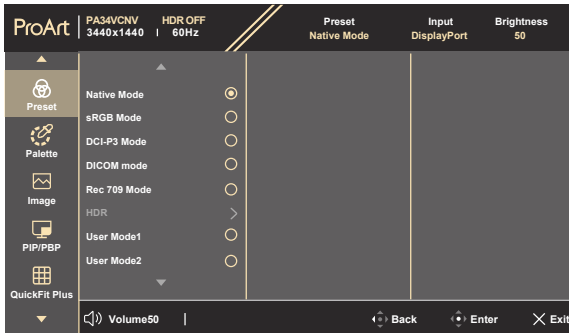 ProArt
PA34VCNV HDR OFF
3440x1440 | 60Hz
Preset
Native Mode
Input
DisplayPort
Brightness
50
Preset
Palette
Image
PIP/PBP
QuickFit Plus
Native Mode
sRGB Mode
DCI-P3 Mode
DICOM mode
Rec 709 Mode
HDR
User Mode1
User Mode2
Volume50 |
Back
Enter
Exit